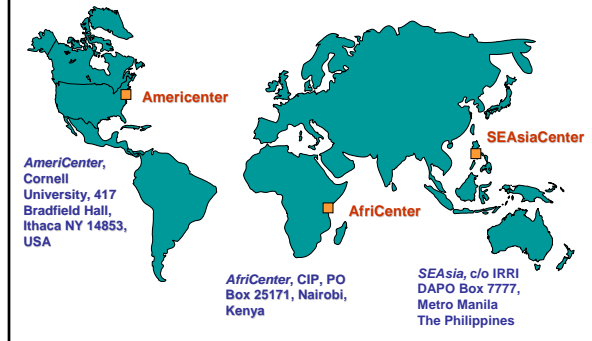 Americenter
SEAsiaCenter
AmeriCenter,
Cornell
University, 417
Bradfield Hall,
Ithaca NY 14853,
USA
AfriCenter
AfriCenter, CIP, PO
Box 25171, Nairobi,
Kenya
SEAsia, c/o IRRI
DAPO Box 7777,
Metro Manila
The Philippines